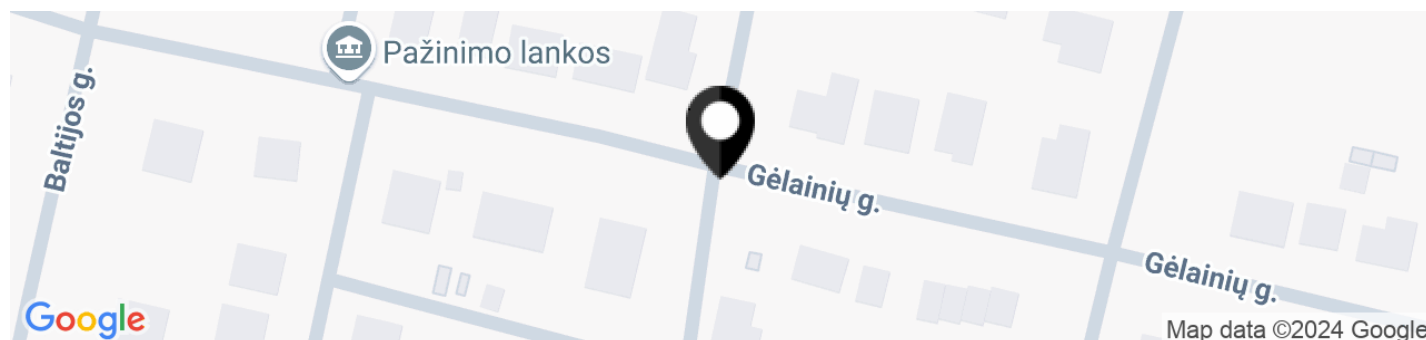 Pažinimo lankos
Baltijos g.
Gėlainių g.
Gėlainių g.
Google
Map data ©2024 Google